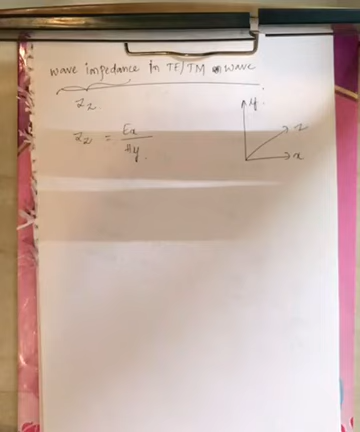 wave impedance in TE/TM wave
Zz.
Zz = Ex / Hy.
y.
z
x